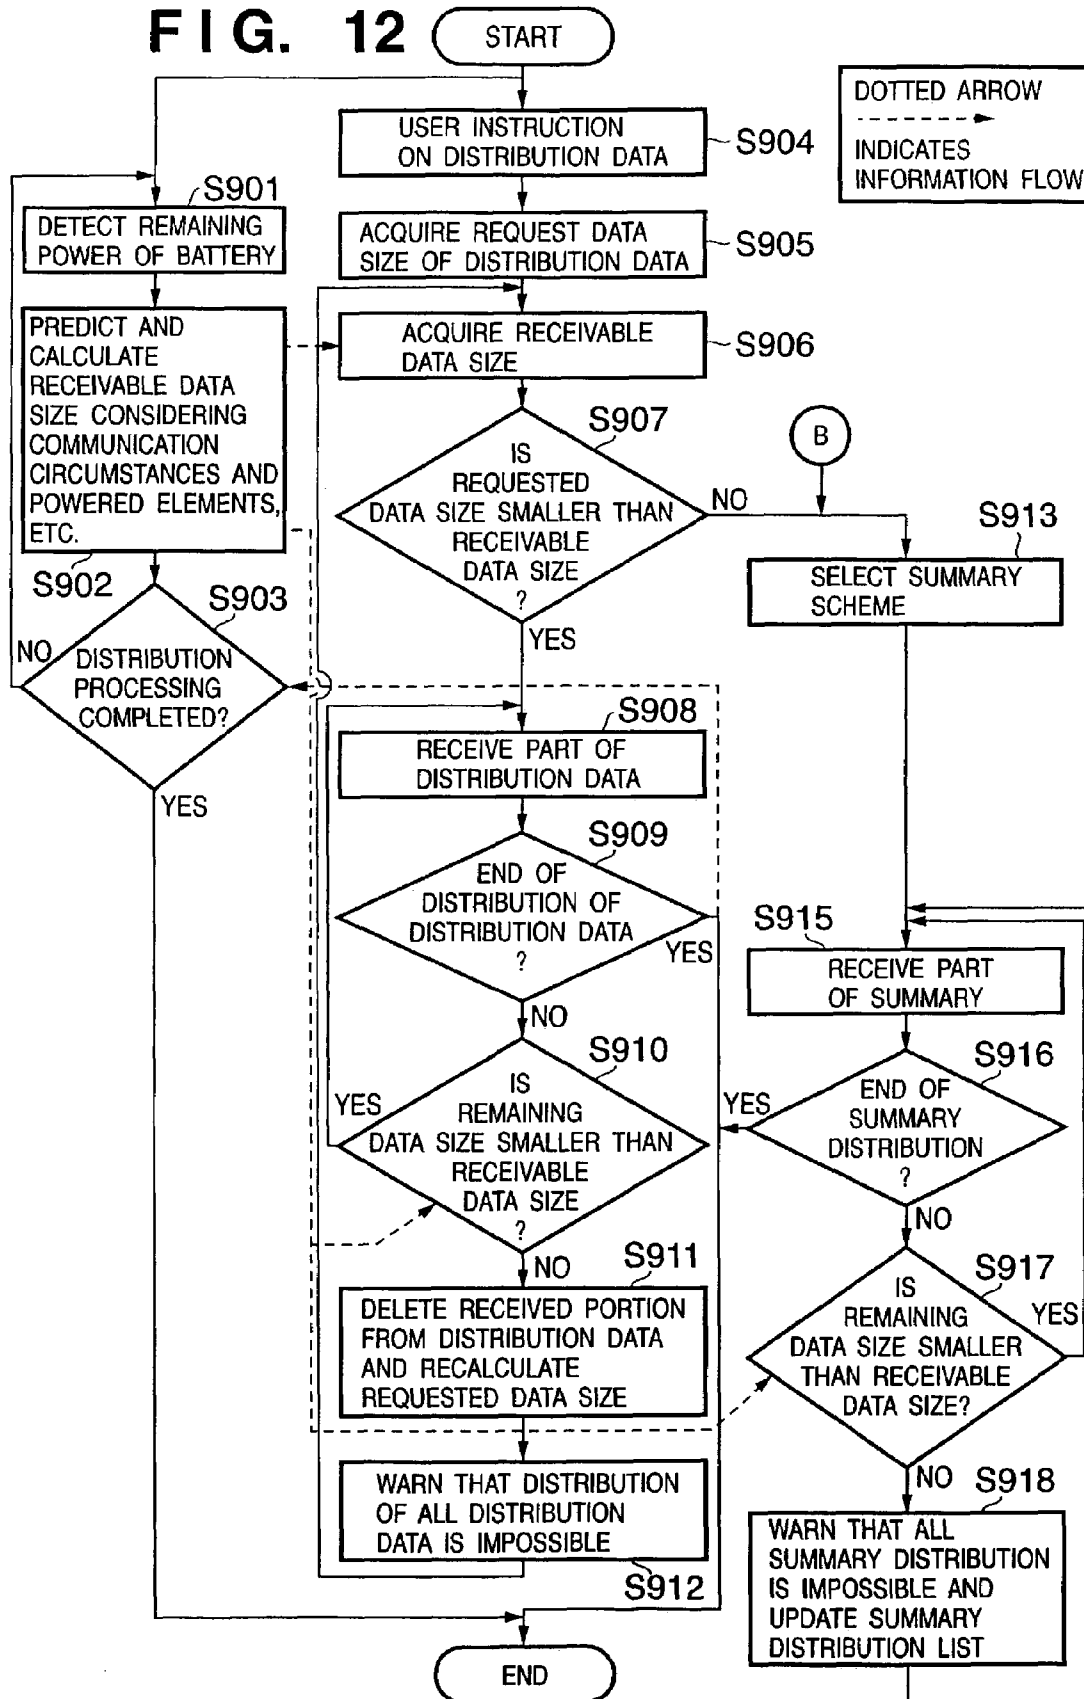 FIG. 12
START
DOTTED ARROW
INDICATES
INFORMATION FLOW
USER INSTRUCTION
ON DISTRIBUTION DATA
S904
S901
DETECT REMAINING
POWER OF BATTERY
ACQUIRE REQUEST DATA
SIZE OF DISTRIBUTION DATA
S905
PREDICT AND
CALCULATE
RECEIVABLE DATA
SIZE CONSIDERING
COMMUNICATION
CIRCUMSTANCES AND
POWERED ELEMENTS,
ETC.
S902
ACQUIRE RECEIVABLE
DATA SIZE
S906
S907
IS
REQUESTED
DATA SIZE SMALLER THAN
RECEIVABLE
DATA SIZE
?
NO
YES
B
S913
SELECT SUMMARY
SCHEME
S903
NO
DISTRIBUTION
PROCESSING
COMPLETED?
YES
S908
RECEIVE PART OF
DISTRIBUTION DATA
S909
END OF
DISTRIBUTION OF
DISTRIBUTION DATA
?
YES
NO
S915
RECEIVE PART
OF SUMMARY
S910
YES
IS
REMAINING
DATA SIZE SMALLER THAN
RECEIVABLE
DATA SIZE
?
NO
S916
YES
END OF
SUMMARY
DISTRIBUTION
?
NO
S911
DELETE RECEIVED PORTION
FROM DISTRIBUTION DATA
AND RECALCULATE
REQUESTED DATA SIZE
S917
IS
REMAINING
DATA SIZE SMALLER
THAN RECEIVABLE
DATA SIZE?
YES
NO
WARN THAT DISTRIBUTION
OF ALL DISTRIBUTION
DATA IS IMPOSSIBLE
S912
S918
WARN THAT ALL
SUMMARY DISTRIBUTION
IS IMPOSSIBLE AND
UPDATE SUMMARY
DISTRIBUTION LIST
END